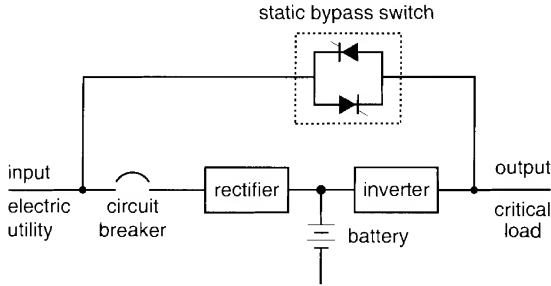 static bypass switch
input
electric
utility
circuit
breaker
rectifier
battery
inverter
output
critical
load